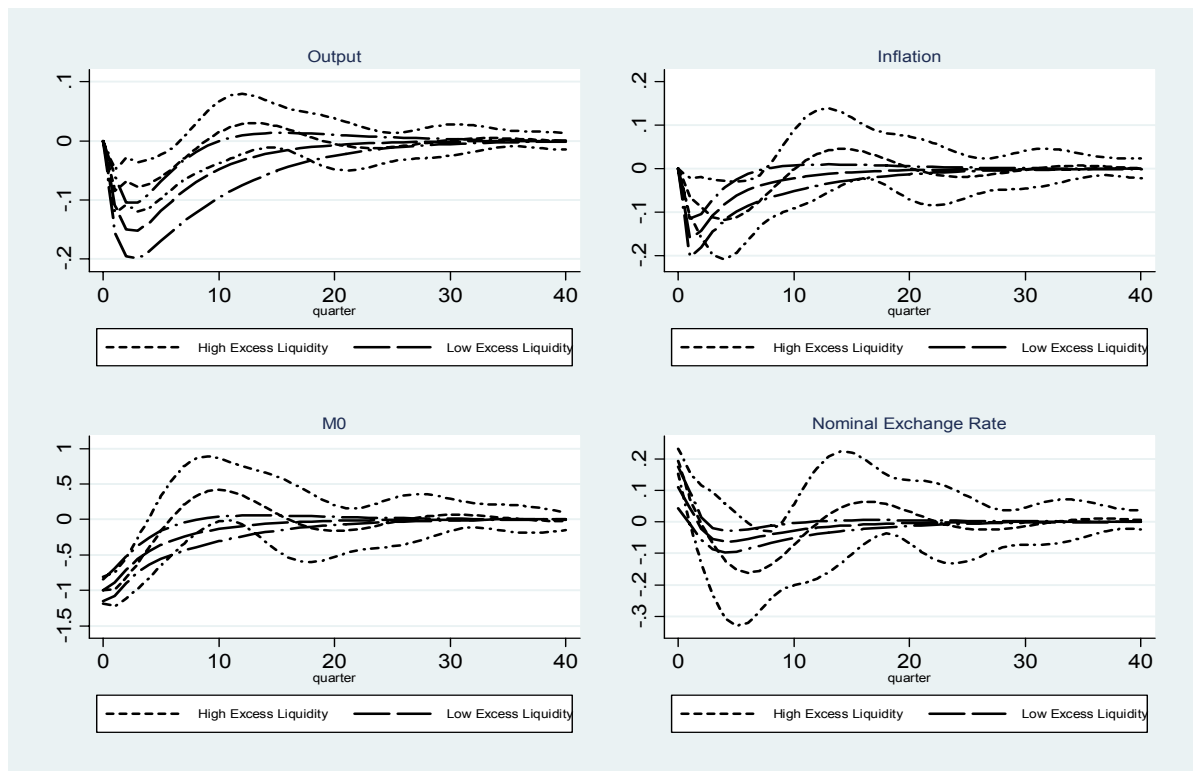 Output
.1
0
-.1
-.2
0 10 20 30 40
quarter
High Excess Liquidity Low Excess Liquidity
Inflation
.2
.1
0
-.1
-.2
0 10 20 30 40
quarter
High Excess Liquidity Low Excess Liquidity
M0
1
.5
0
-.5
-1
-1.5
0 10 20 30 40
quarter
High Excess Liquidity Low Excess Liquidity
Nominal Exchange Rate
.2
.1
0
-.1
-.2
-.3
0 10 20 30 40
quarter
High Excess Liquidity Low Excess Liquidity